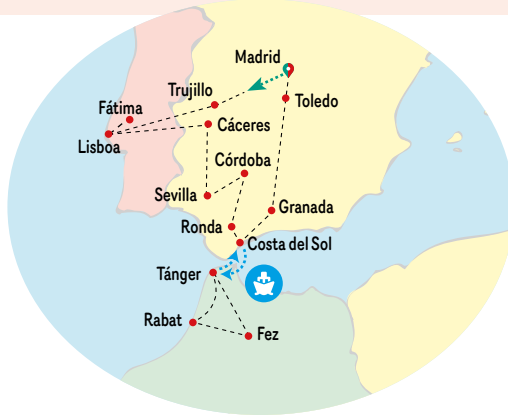 Madrid
Trujillo
Toledo
Fátima
Cáceres
Lisboa
Córdoba
Sevilla
Granada
Ronda
Costa del Sol
Tánger
Rabat
Fez